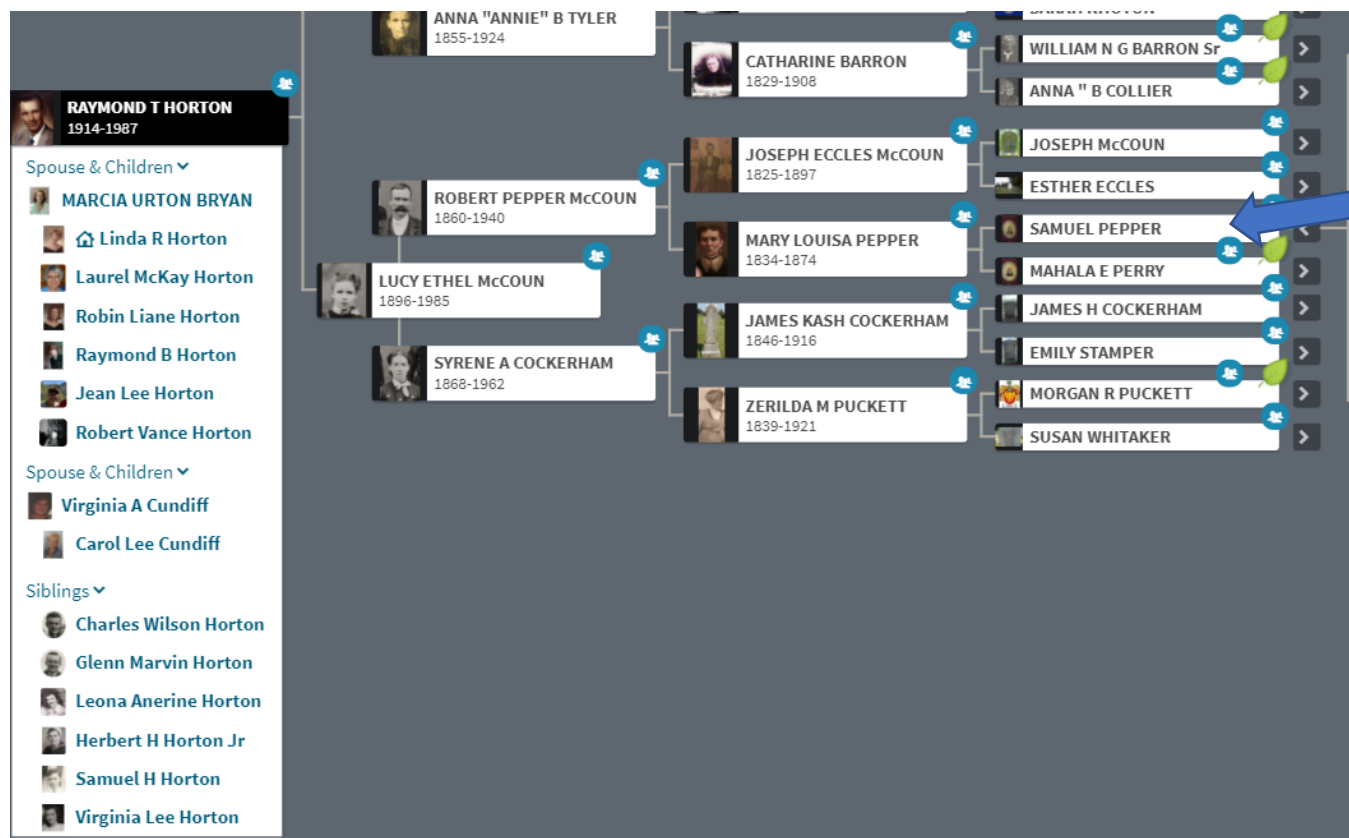 ANNA "ANNIE" B TYLER
1855-1924
CATHARINE BARRON
1829-1908
WILLIAM N G BARRON Sr
ANNA " B COLLIER
RAYMOND T HORTON
1914-1987
Spouse & Children
MARCIA URTON BRYAN
Linda R Horton
Laurel McKay Horton
Robin Liane Horton
Raymond B Horton
Jean Lee Horton
Robert Vance Horton
Spouse & Children
Virginia A Cundiff
Carol Lee Cundiff
Siblings
Charles Wilson Horton
Glenn Marvin Horton
Leona Anerine Horton
Herbert H Horton Jr
Samuel H Horton
Virginia Lee Horton
ROBERT PEPPER McCOUN
1860-1940
LUCY ETHEL McCOUN
1896-1985
SYRENE A COCKERHAM
1868-1962
JOSEPH ECCLES McCOUN
1825-1897
MARY LOUISA PEPPER
1834-1874
JAMES KASH COCKERHAM
1846-1916
ZERILDA M PUCKETT
1839-1921
JOSEPH McCOUN
ESTHER ECCLES
SAMUEL PEPPER
MAHALA E PERRY
JAMES H COCKERHAM
EMILY STAMPER
MORGAN R PUCKETT
SUSAN WHITAKER